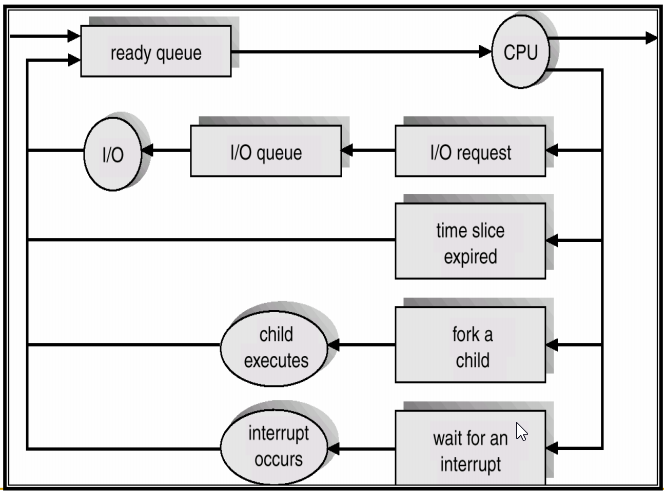 ready queue
CPU
I/O
I/O queue
I/O request
time slice
expired
child
executes
fork a
child
interrupt
occurs
wait for an
interrupt